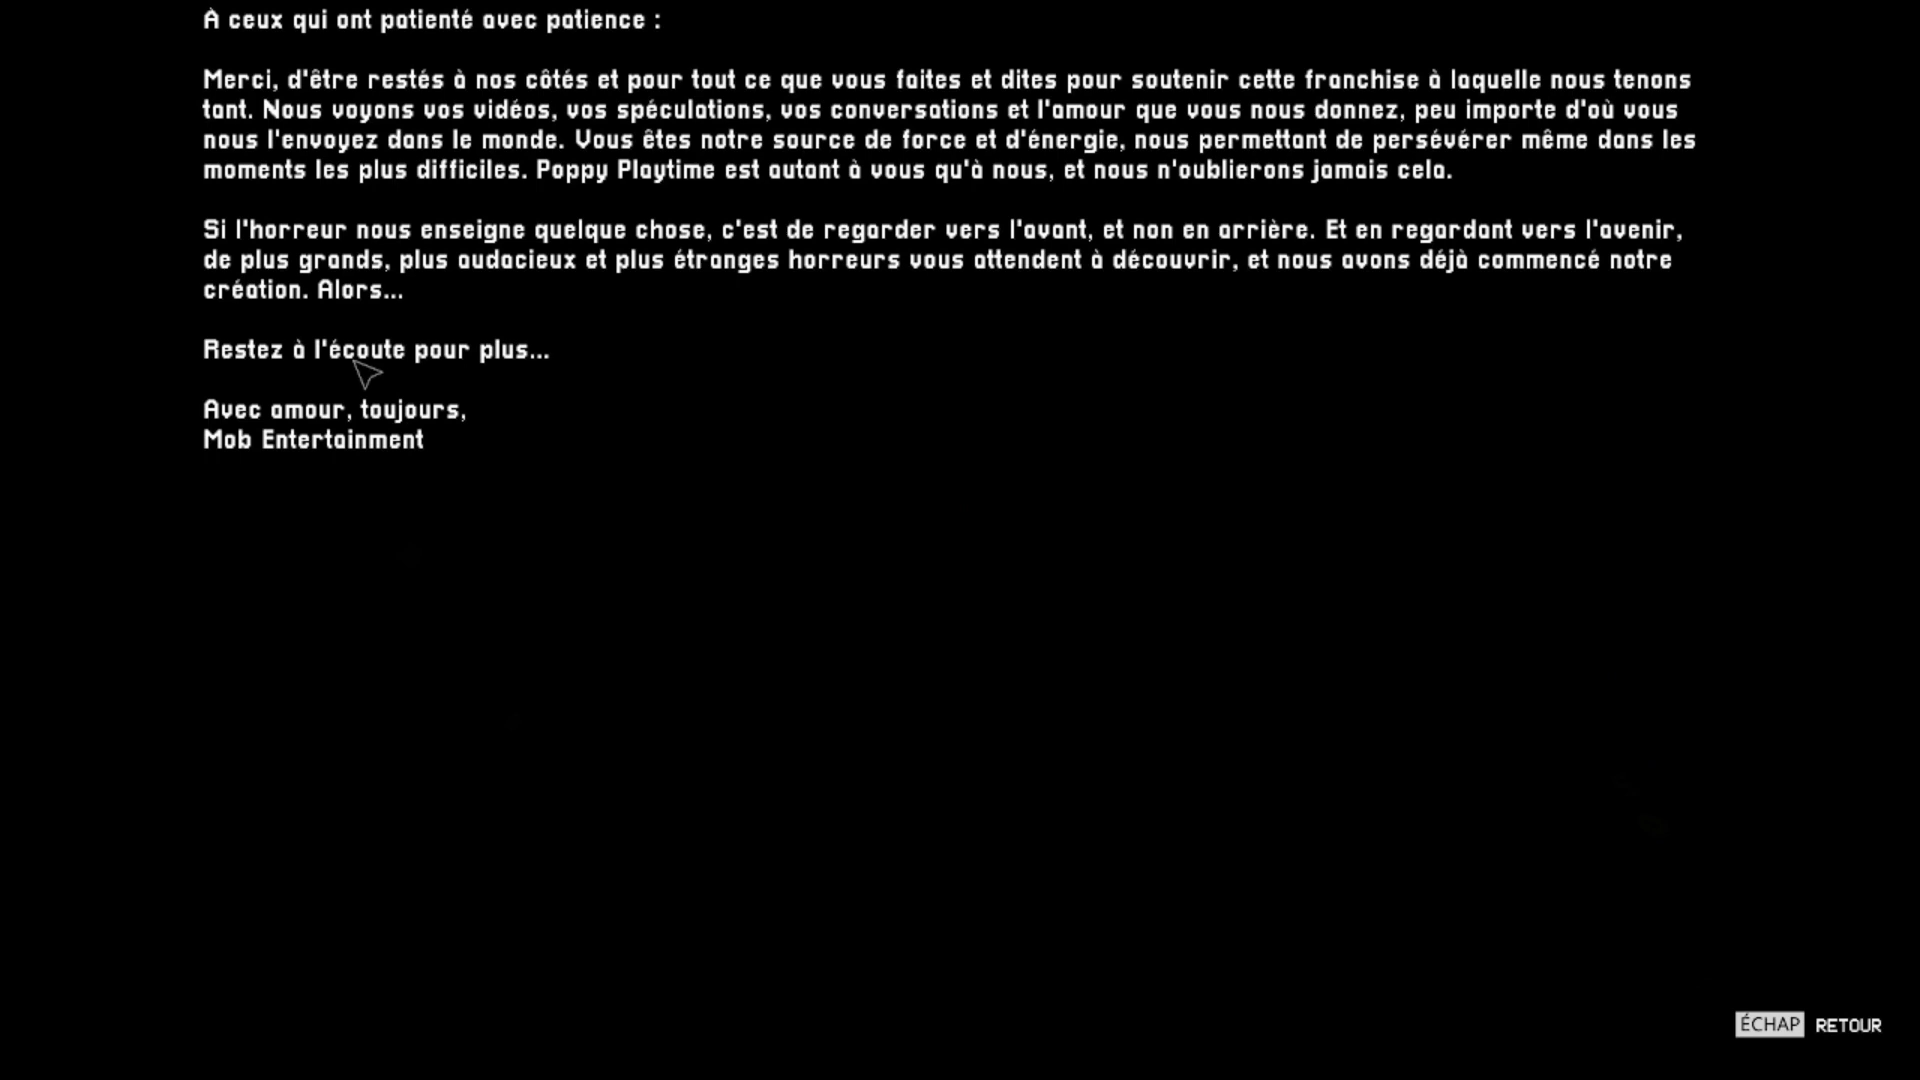 À ceux qui ont patienté avec patience :
Merci, d'être restés à nos côtés et pour tout ce que vous faites et dites pour soutenir cette franchise à laquelle nous tenons
tant. Nous voyons vos vidéos, vos spéculations, vos conversations et l'amour que vous nous donnez, peu importe d'où vous
nous l'envoyez dans le monde. Vous êtes notre source de force et d'énergie, nous permettant de persévérer même dans les
moments les plus difficiles. Poppy Playtime est autant à vous qu'à nous, et nous n'oublierons jamais cela.
Si l'horreur nous enseigne quelque chose, c'est de regarder vers l'avant, et non en arrière. Et en regardant vers l'avenir,
de plus grands, plus audacieux et plus étranges horreurs vous attendent à découvrir, et nous avons déjà commencé notre
création. Alors...
Restez à l'écoute pour plus...
Avec amour, toujours,
Mob Entertainment
ÉCHAP RETOUR